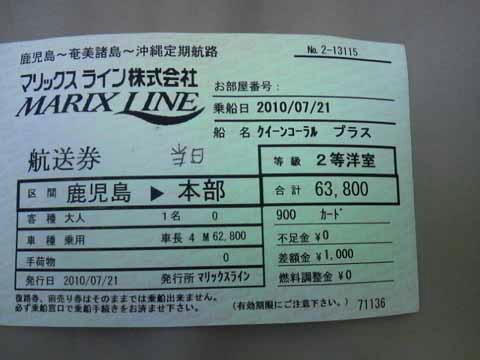 鹿児島～奄美諸島～沖縄定期航路
No. 2-13115
マリックスライン株式会社
MARIX LINE
お部屋番号:
乗船日 2010/07/21
船 名 クイーンコーラル プラス
航送券 当日
等級 2等洋室
区間 鹿児島 ▶ 本部
合計 63,800
客種 大人 1名 0
900 カード
車種 乗用 車長 4 M 62,800
不足金 ¥0
手荷物 0
差額金 ¥1,000
発行日 2010/07/21 発行所 マリックスライン
燃料調整金 ¥0
復路券、前売り券はそのままでは乗船出来ません。
必ず乗船窓口で乗船手続きをお済ませ下さい。
(有効期限にご注意下さい。)
71136